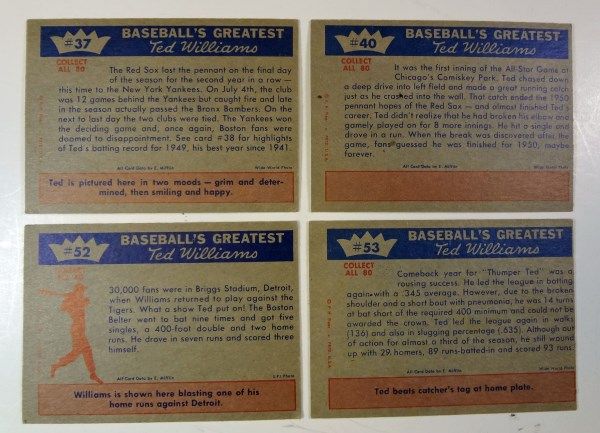 #37
BASEBALL'S GREATEST
Ted Williams
COLLECT
ALL 80
The Red Sox lost the pennant on the final day
of the season for the second year in a row —
this time to the New York Yankees. On July 4th, the club
was 12 games behind the Yankees but caught fire and late
in the season actually passed the Bronx Bombers. On the
next to last day the two clubs were tied. The Yankees won
the deciding game and, once again, Boston fans were
doomed to disappointment. See card #38 for highlights
of Ted's batting record for 1949, his best year since 1941.
All Card Data by E. Mifflin
Wide World Photo
Ted is pictured here in two moods — grim and deter-
mined, then smiling and happy.
#40
BASEBALL'S GREATEST
Ted Williams
COLLECT
ALL 80
It was the first inning of the All-Star Game at
Chicago's Comiskey Park. Ted chased down
a deep drive into left field and made a great running catch
just as he crashed into the wall. That catch ended the 1950
pennant hopes of the Red Sox — and almost finished Ted's
career. Ted didn't realize that he had broken his elbow and
gamely played on for 8 more innings. He hit a single and
drove in a run. When the break was discovered after the
game, fans guessed he was finished for 1950, maybe
forever.
All Card Data by E. Mifflin
Wide World Photo
#52
BASEBALL'S GREATEST
Ted Williams
30,000 fans were in Briggs Stadium, Detroit,
when Williams returned to play against the
Tigers. What a show Ted put on! The Boston
Belter went to bat nine times and got five
singles, a 400-foot double and two home
runs. He drove in seven runs and scored three
himself.
All Card Data by E. Mifflin
U.P.I. Photo
Williams is shown here blasting one of his
home runs against Detroit.
#53
BASEBALL'S GREATEST
Ted Williams
COLLECT
ALL 80
Comeback year for "Thumper Ted" was a
rousing success. He led the league in batting
again with a .345 average. However, due to the broken
shoulder and a short bout with pneumonia, he was 14 turns
at bat short of the required 400 minimum and could not be
awarded the crown. Ted led the league again in walks
(136) and also in slugging percentage (.635). Although out
of action for almost a third of the season, he still wound
up with 29 homers, 89 runs-batted-in and scored 93 runs.
All Card Data by E. Mifflin
Wide World Photo
Ted beats catcher's tag at home plate.